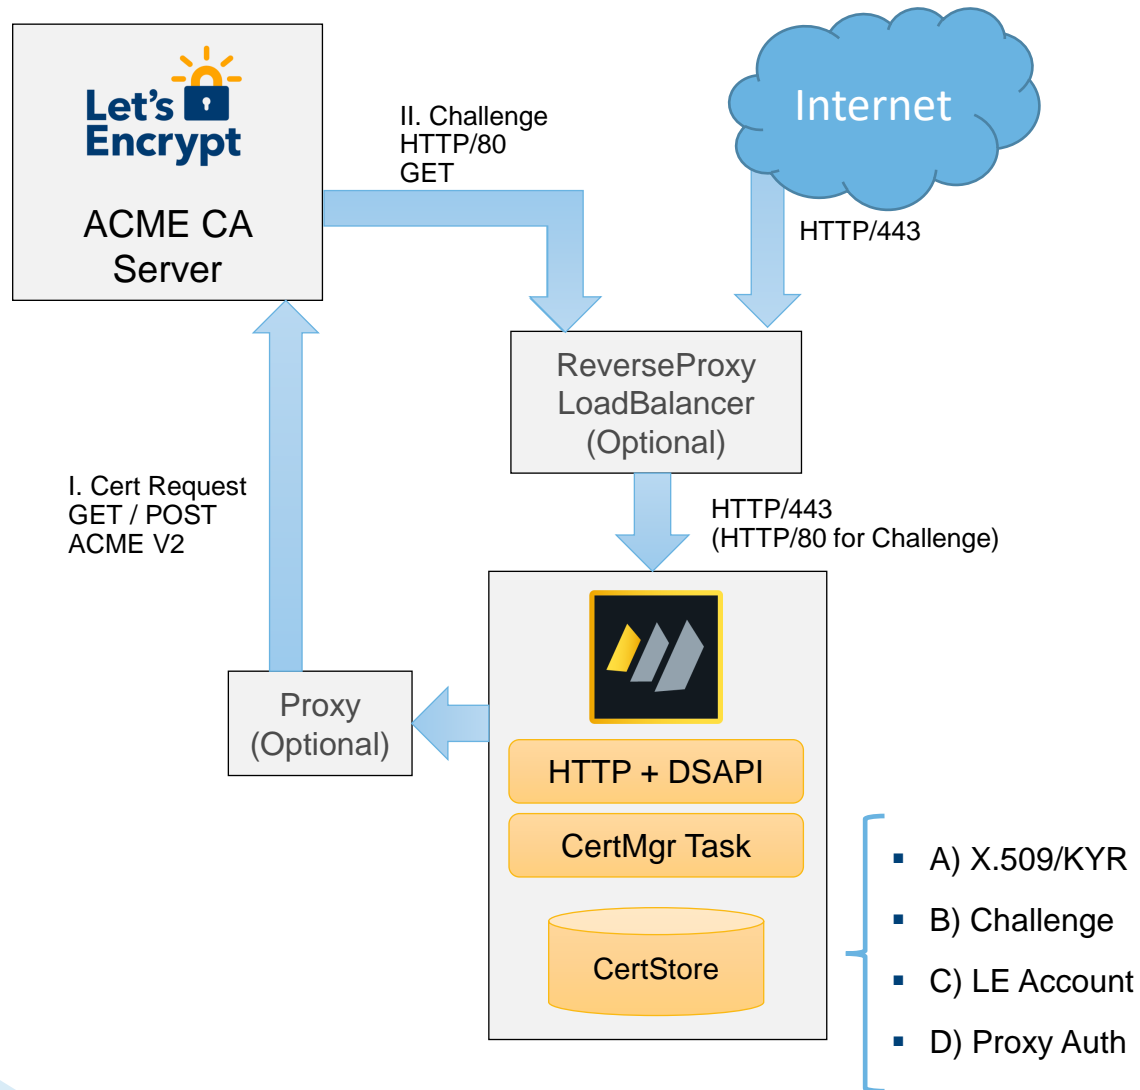 Let's
Encrypt
ACME CA
Server
II. Challenge
HTTP/80
GET
Internet
HTTP/443
ReverseProxy
LoadBalancer
(Optional)
I. Cert Request
GET / POST
ACME V2
HTTP/443
(HTTP/80 for Challenge)
Proxy
(Optional)
HTTP + DSAPI
CertMgr Task
CertStore
A) X.509/KYR
B) Challenge
C) LE Account
D) Proxy Auth